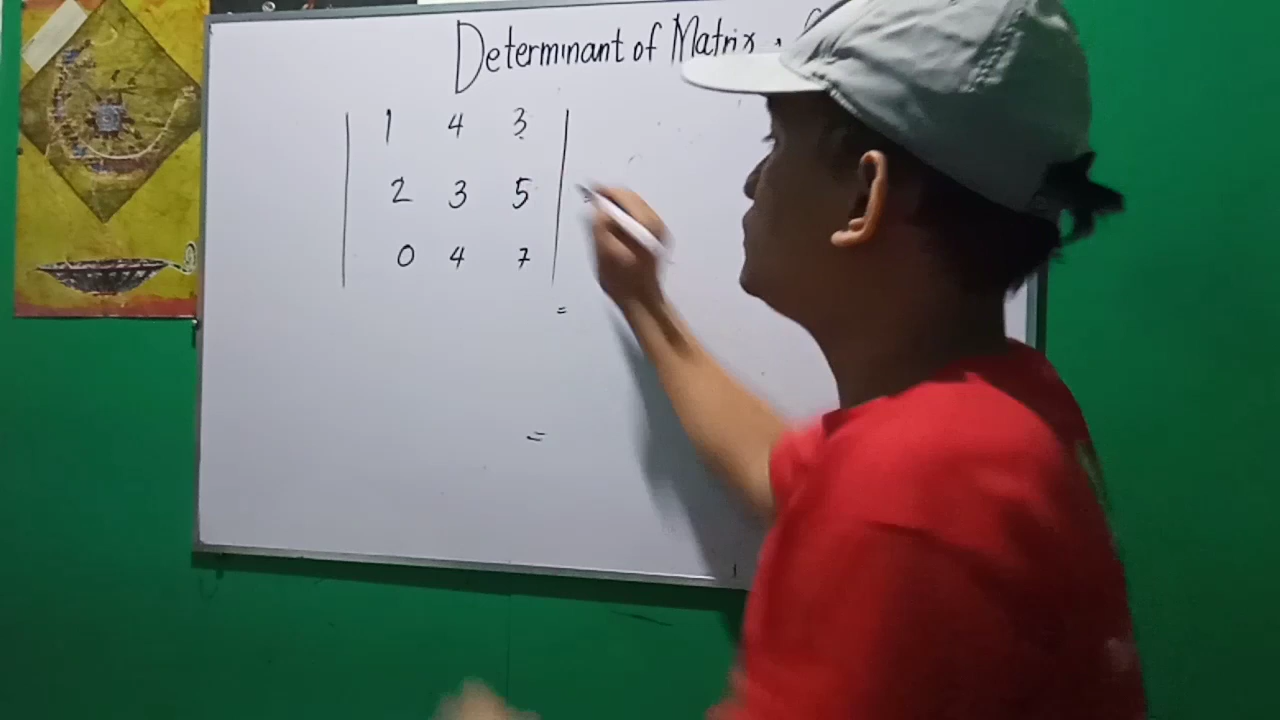 Determinant of Matrix
1 4 3
2 3 5
0 4 7
=
=